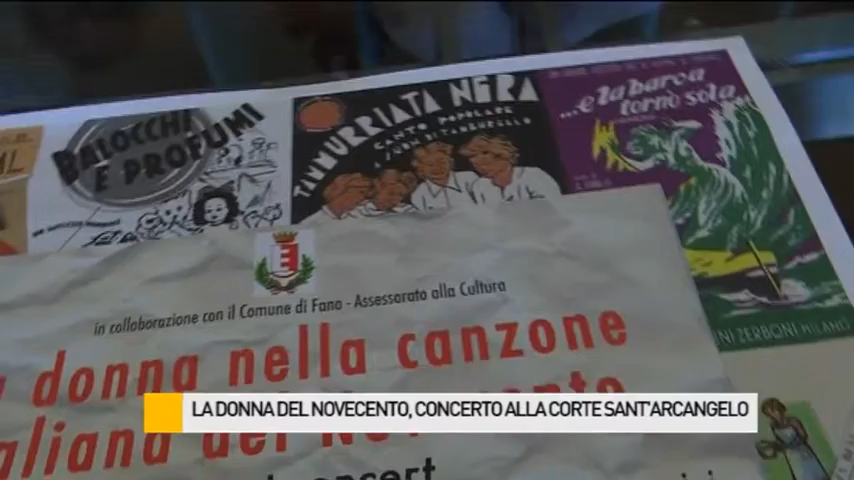 BALOCCHI
E PROFUMI
TAMMURRIATA NERA
CANTO POPOLARE
...e la barca
tornò sola
ZERBONI MILANO
in collaborazione con il Comune di Fano - Assessorato alla Cultura
donna nella canzone
LA DONNA DEL NOVECENTO, CONCERTO ALLA CORTE SANT'ARCANGELO